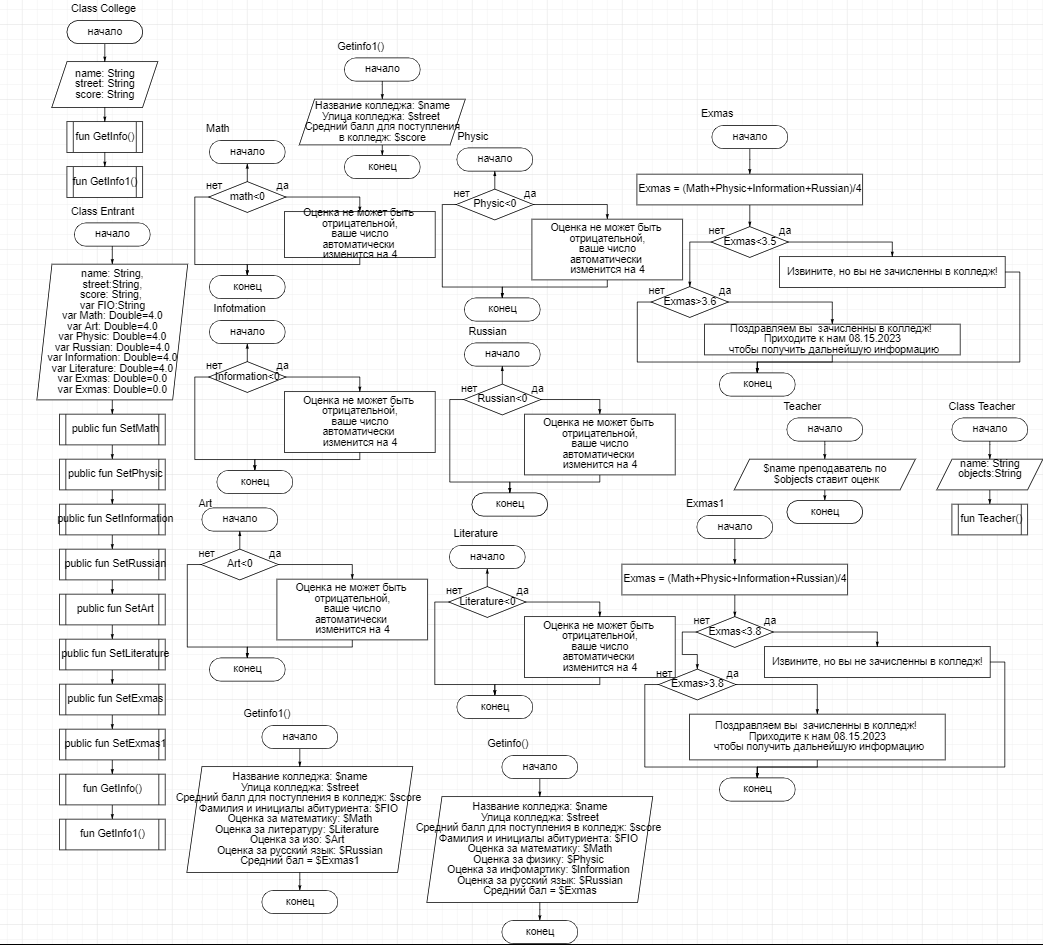 Class College
начало
name: String
street: String
score: String
fun GetInfo()
fun GetInfo1()
Class Entrant
начало
name: String,
street:String,
score: String,
var FIO:String
var Math: Double=4.0
var Art: Double=4.0
var Physic: Double=4.0
var Russian: Double=4.0
var Information: Double=4.0
var Literature: Double=4.0
var Exmas: Double=0.0
var Exmas: Double=0.0
public fun SetMath
public fun SetPhysic
public fun SetInformation
public fun SetRussian
public fun SetArt
public fun SetLiterature
public fun SetExmas
public fun SetExmas1
fun GetInfo()
fun GetInfo1()
Getinfo1()
начало
Название колледжа: $name
Улица колледжа: $street
Средний балл для поступления
в колледж: $score
конец
Math
начало
нет
да
math<0
Оценка не может быть
отрицательной,
ваше число
автоматически
изменится на 4
конец
Infotmation
начало
нет
да
Information<0
Оценка не может быть
отрицательной,
ваше число
автоматически
изменится на 4
конец
Art
начало
нет
да
Art<0
Оценка не может быть
отрицательной,
ваше число
автоматически
изменится на 4
конец
Physic
начало
нет
да
Physic<0
Оценка не может быть
отрицательной,
ваше число
автоматически
изменится на 4
конец
Russian
начало
нет
да
Russian<0
Оценка не может быть
отрицательной,
ваше число
автоматически
изменится на 4
конец
Literature
начало
нет
да
Literature<0
Оценка не может быть
отрицательной,
ваше число
автоматически
изменится на 4
конец
Getinfo1()
начало
Название колледжа: $name
Улица колледжа: $street
Средний балл для поступления в колледж: $score
Фамилия и инициалы абитуриента: $FIO
Оценка за математику: $Math
Оценка за литературу: $Literature
Оценка за изо: $Art
Оценка за русский язык: $Russian
Средний бал = $Exmas1
конец
Getinfo()
начало
Название колледжа: $name
Улица колледжа: $street
Средний балл для поступления в колледж: $score
Фамилия и инициалы абитуриента: $FIO
Оценка за математику: $Math
Оценка за физику: $Physic
Оценка за инфомартику: $Information
Оценка за русский язык: $Russian
Средний бал = $Exmas
конец
Exmas
начало
Exmas = (Math+Physic+Information+Russian)/4
нет
да
Exmas<3.5
Извините, но вы не зачисленны в колледж!
нет
да
Exmas>3.6
Поздравляем вы зачисленны в колледж!
Приходите к нам 08.15.2023
чтобы получить дальнейшую информацию
конец
Teacher
начало
$name преподаватель по
$objects ставит оценк
конец
Class Teacher
начало
name: String
objects:String
fun Teacher()
Exmas1
начало
Exmas = (Math+Physic+Information+Russian)/4
нет
да
Exmas<3.8
Извините, но вы не зачисленны в колледж!
нет
да
Exmas>3.8
Поздравляем вы зачисленны в колледж!
Приходите к нам 08.15.2023
чтобы получить дальнейшую информацию
конец